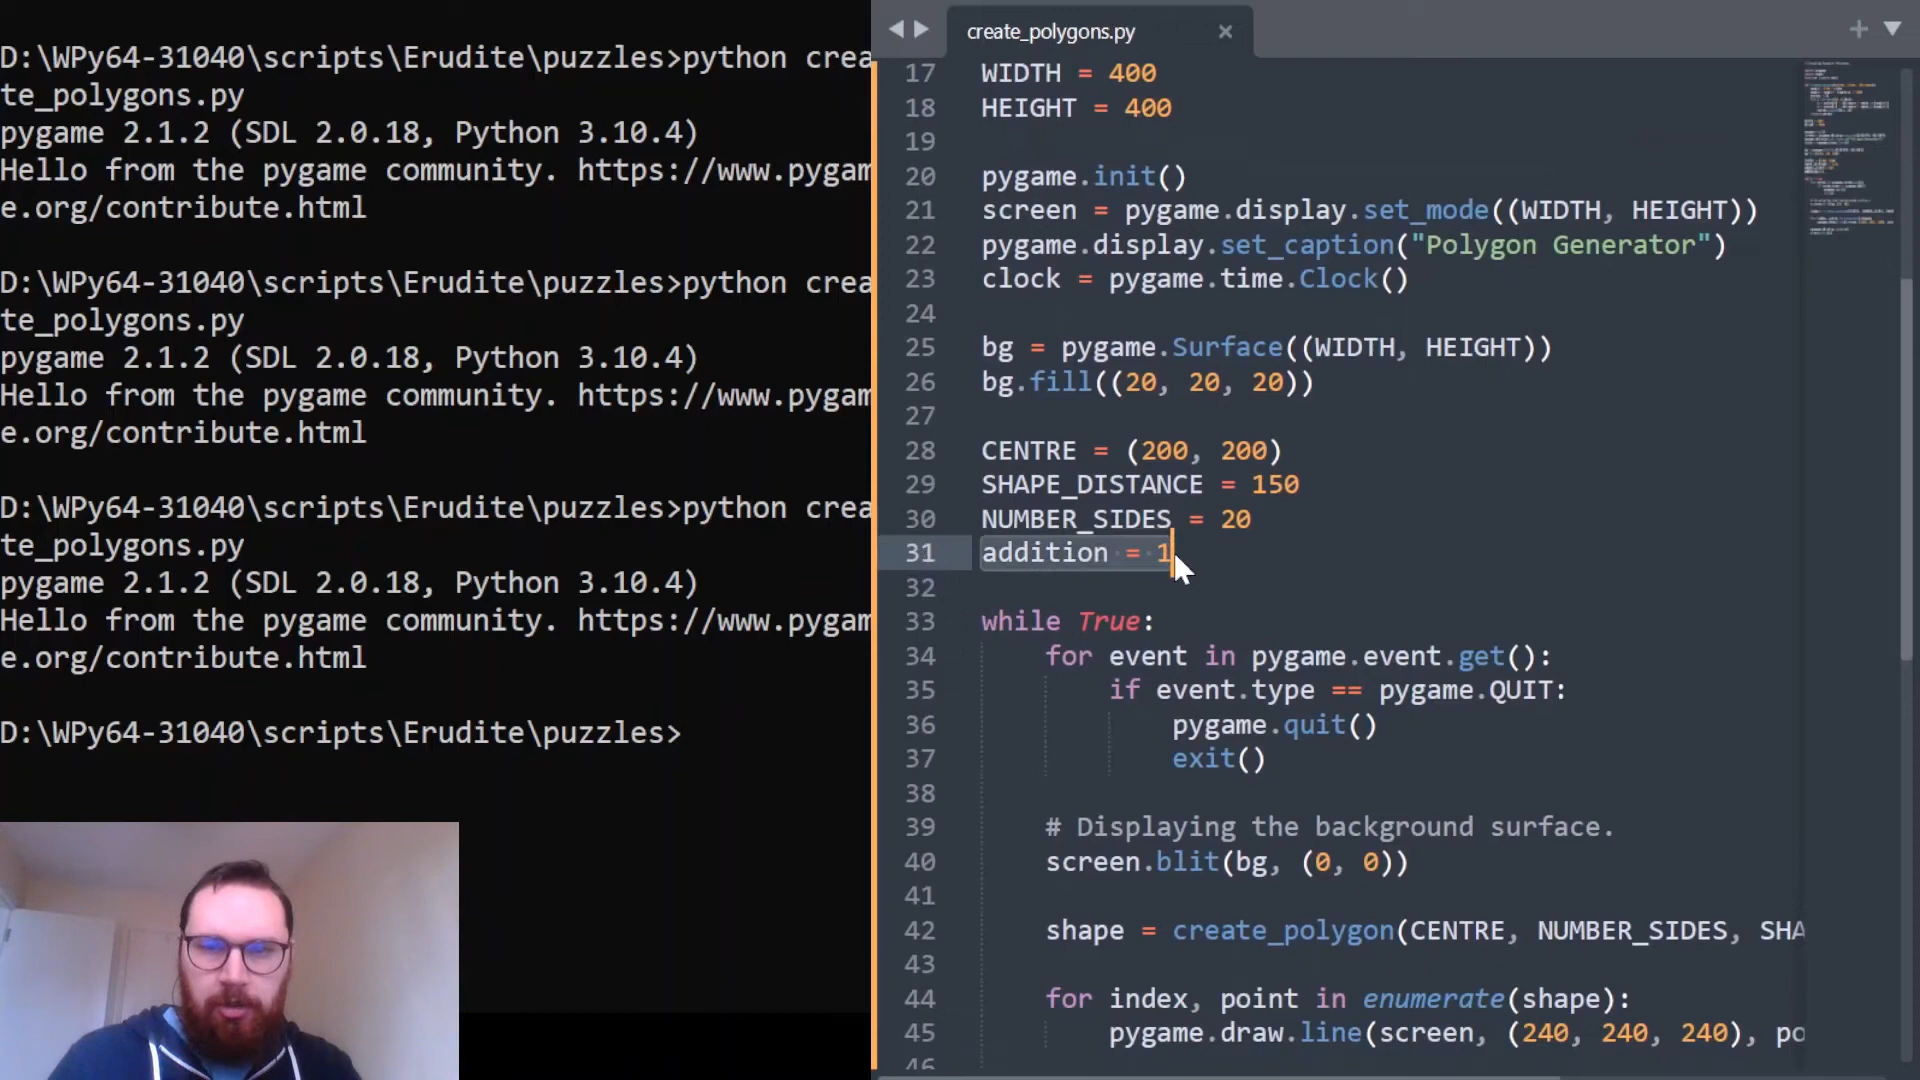 D:\WPy64-31040\scripts\Erudite\puzzles>python crea
te_polygons.py
pygame 2.1.2 (SDL 2.0.18, Python 3.10.4)
Hello from the pygame community. https://www.pygam
e.org/contribute.html
D:\WPy64-31040\scripts\Erudite\puzzles>python crea
te_polygons.py
pygame 2.1.2 (SDL 2.0.18, Python 3.10.4)
Hello from the pygame community. https://www.pygam
e.org/contribute.html
D:\WPy64-31040\scripts\Erudite\puzzles>python crea
te_polygons.py
pygame 2.1.2 (SDL 2.0.18, Python 3.10.4)
Hello from the pygame community. https://www.pygam
e.org/contribute.html
D:\WPy64-31040\scripts\Erudite\puzzles>
create_polygons.py
17 WIDTH = 400
18 HEIGHT = 400
19
20 pygame.init()
21 screen = pygame.display.set_mode((WIDTH, HEIGHT))
22 pygame.display.set_caption("Polygon Generator")
23 clock = pygame.time.Clock()
24
25 bg = pygame.Surface((WIDTH, HEIGHT))
26 bg.fill((20, 20, 20))
27
28 CENTRE = (200, 200)
29 SHAPE_DISTANCE = 150
30 NUMBER_SIDES = 20
31 addition = 1
32
33 while True:
34 for event in pygame.event.get():
35 if event.type == pygame.QUIT:
36 pygame.quit()
37 exit()
38
39 # Displaying the background surface.
40 screen.blit(bg, (0, 0))
41
42 shape = create_polygon(CENTRE, NUMBER_SIDES, SHA
43
44 for index, point in enumerate(shape):
45 pygame.draw.line(screen, (240, 240, 240), po
46